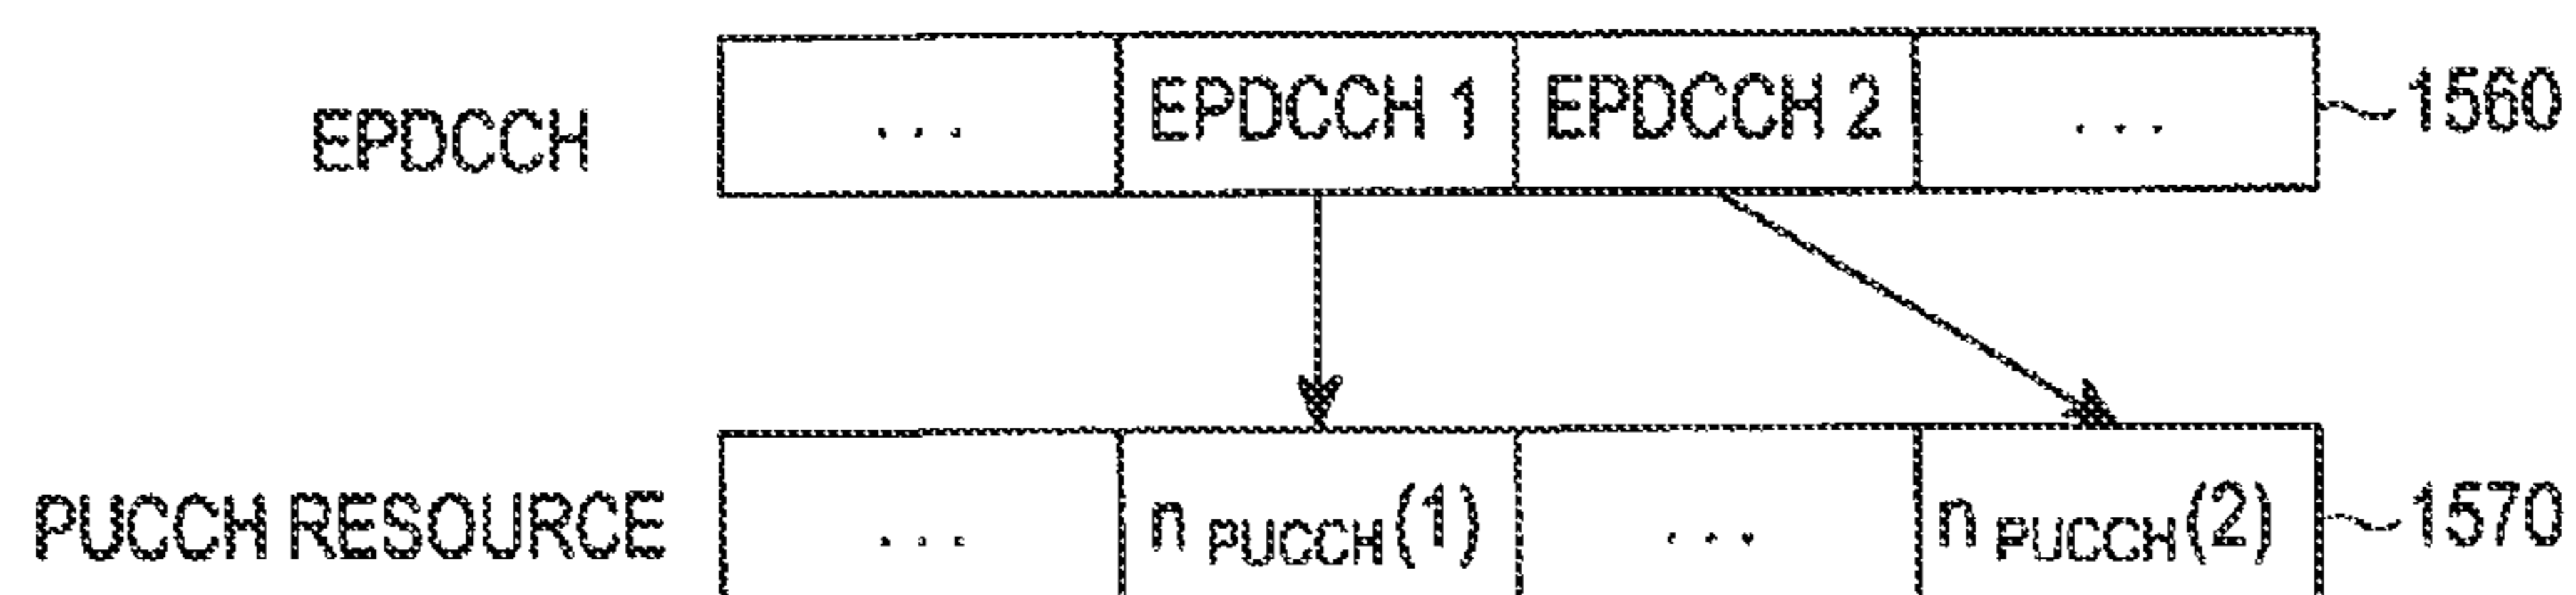 EPDCCH ... EPDCCH 1 EPDCCH 2 ... 1560
PUCCH RESOURCE ... n PUCCH(1) ... n PUCCH(2) 1570